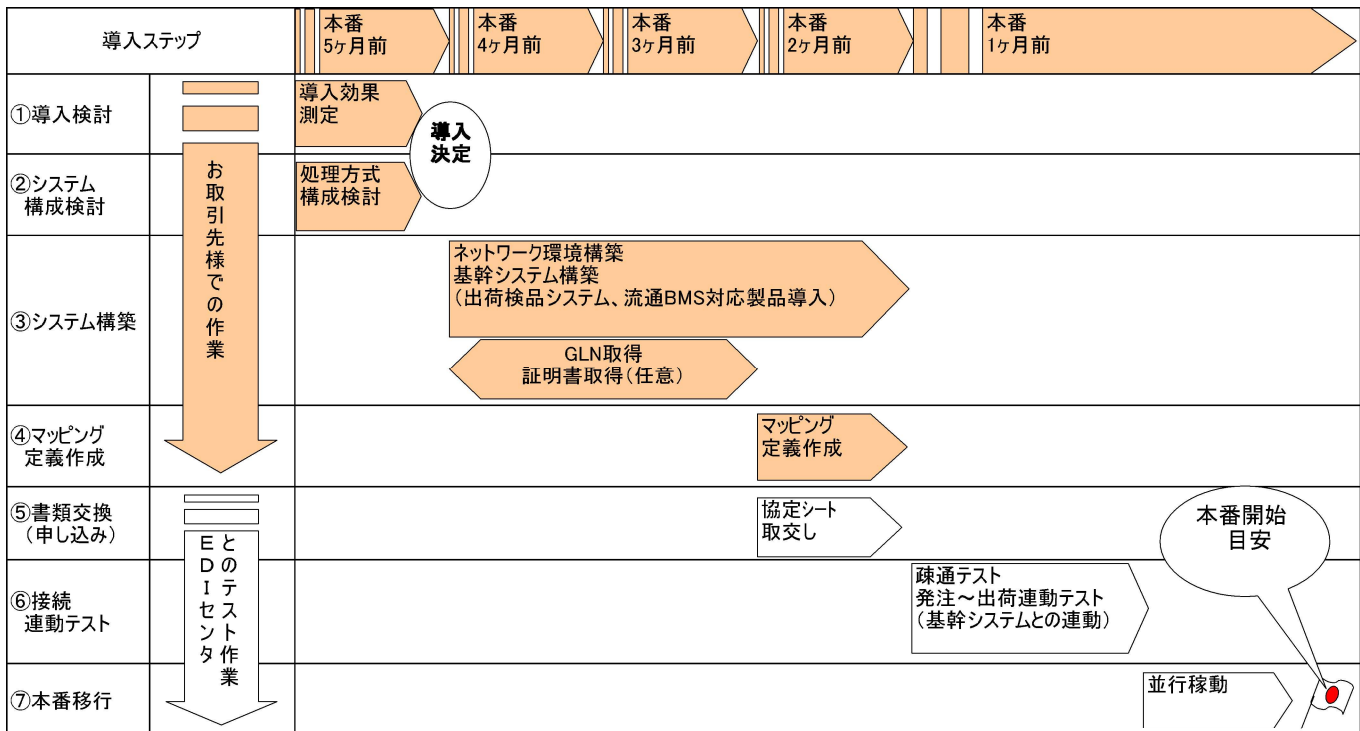 導入ステップ
本番
5ヶ月前
本番
4ヶ月前
本番
3ヶ月前
本番
2ヶ月前
本番
1ヶ月前
①導入検討
導入効果
測定
導入
決定
②システム
構成検討
処理方式
構成検討
お取引先様での作業
③システム構築
ネットワーク環境構築
基幹システム構築
(出荷検品システム、流通BMS対応製品導入)
GLN取得
証明書取得(任意)
④マッピング
定義作成
マッピング
定義作成
⑤書類交換
(申し込み)
協定シート
取交し
本番開始
目安
EDIセンタ
とのテスト作業
⑥接続
連動テスト
疎通テスト
発注~出荷連動テスト
(基幹システムとの連動)
⑦本番移行
並行稼動